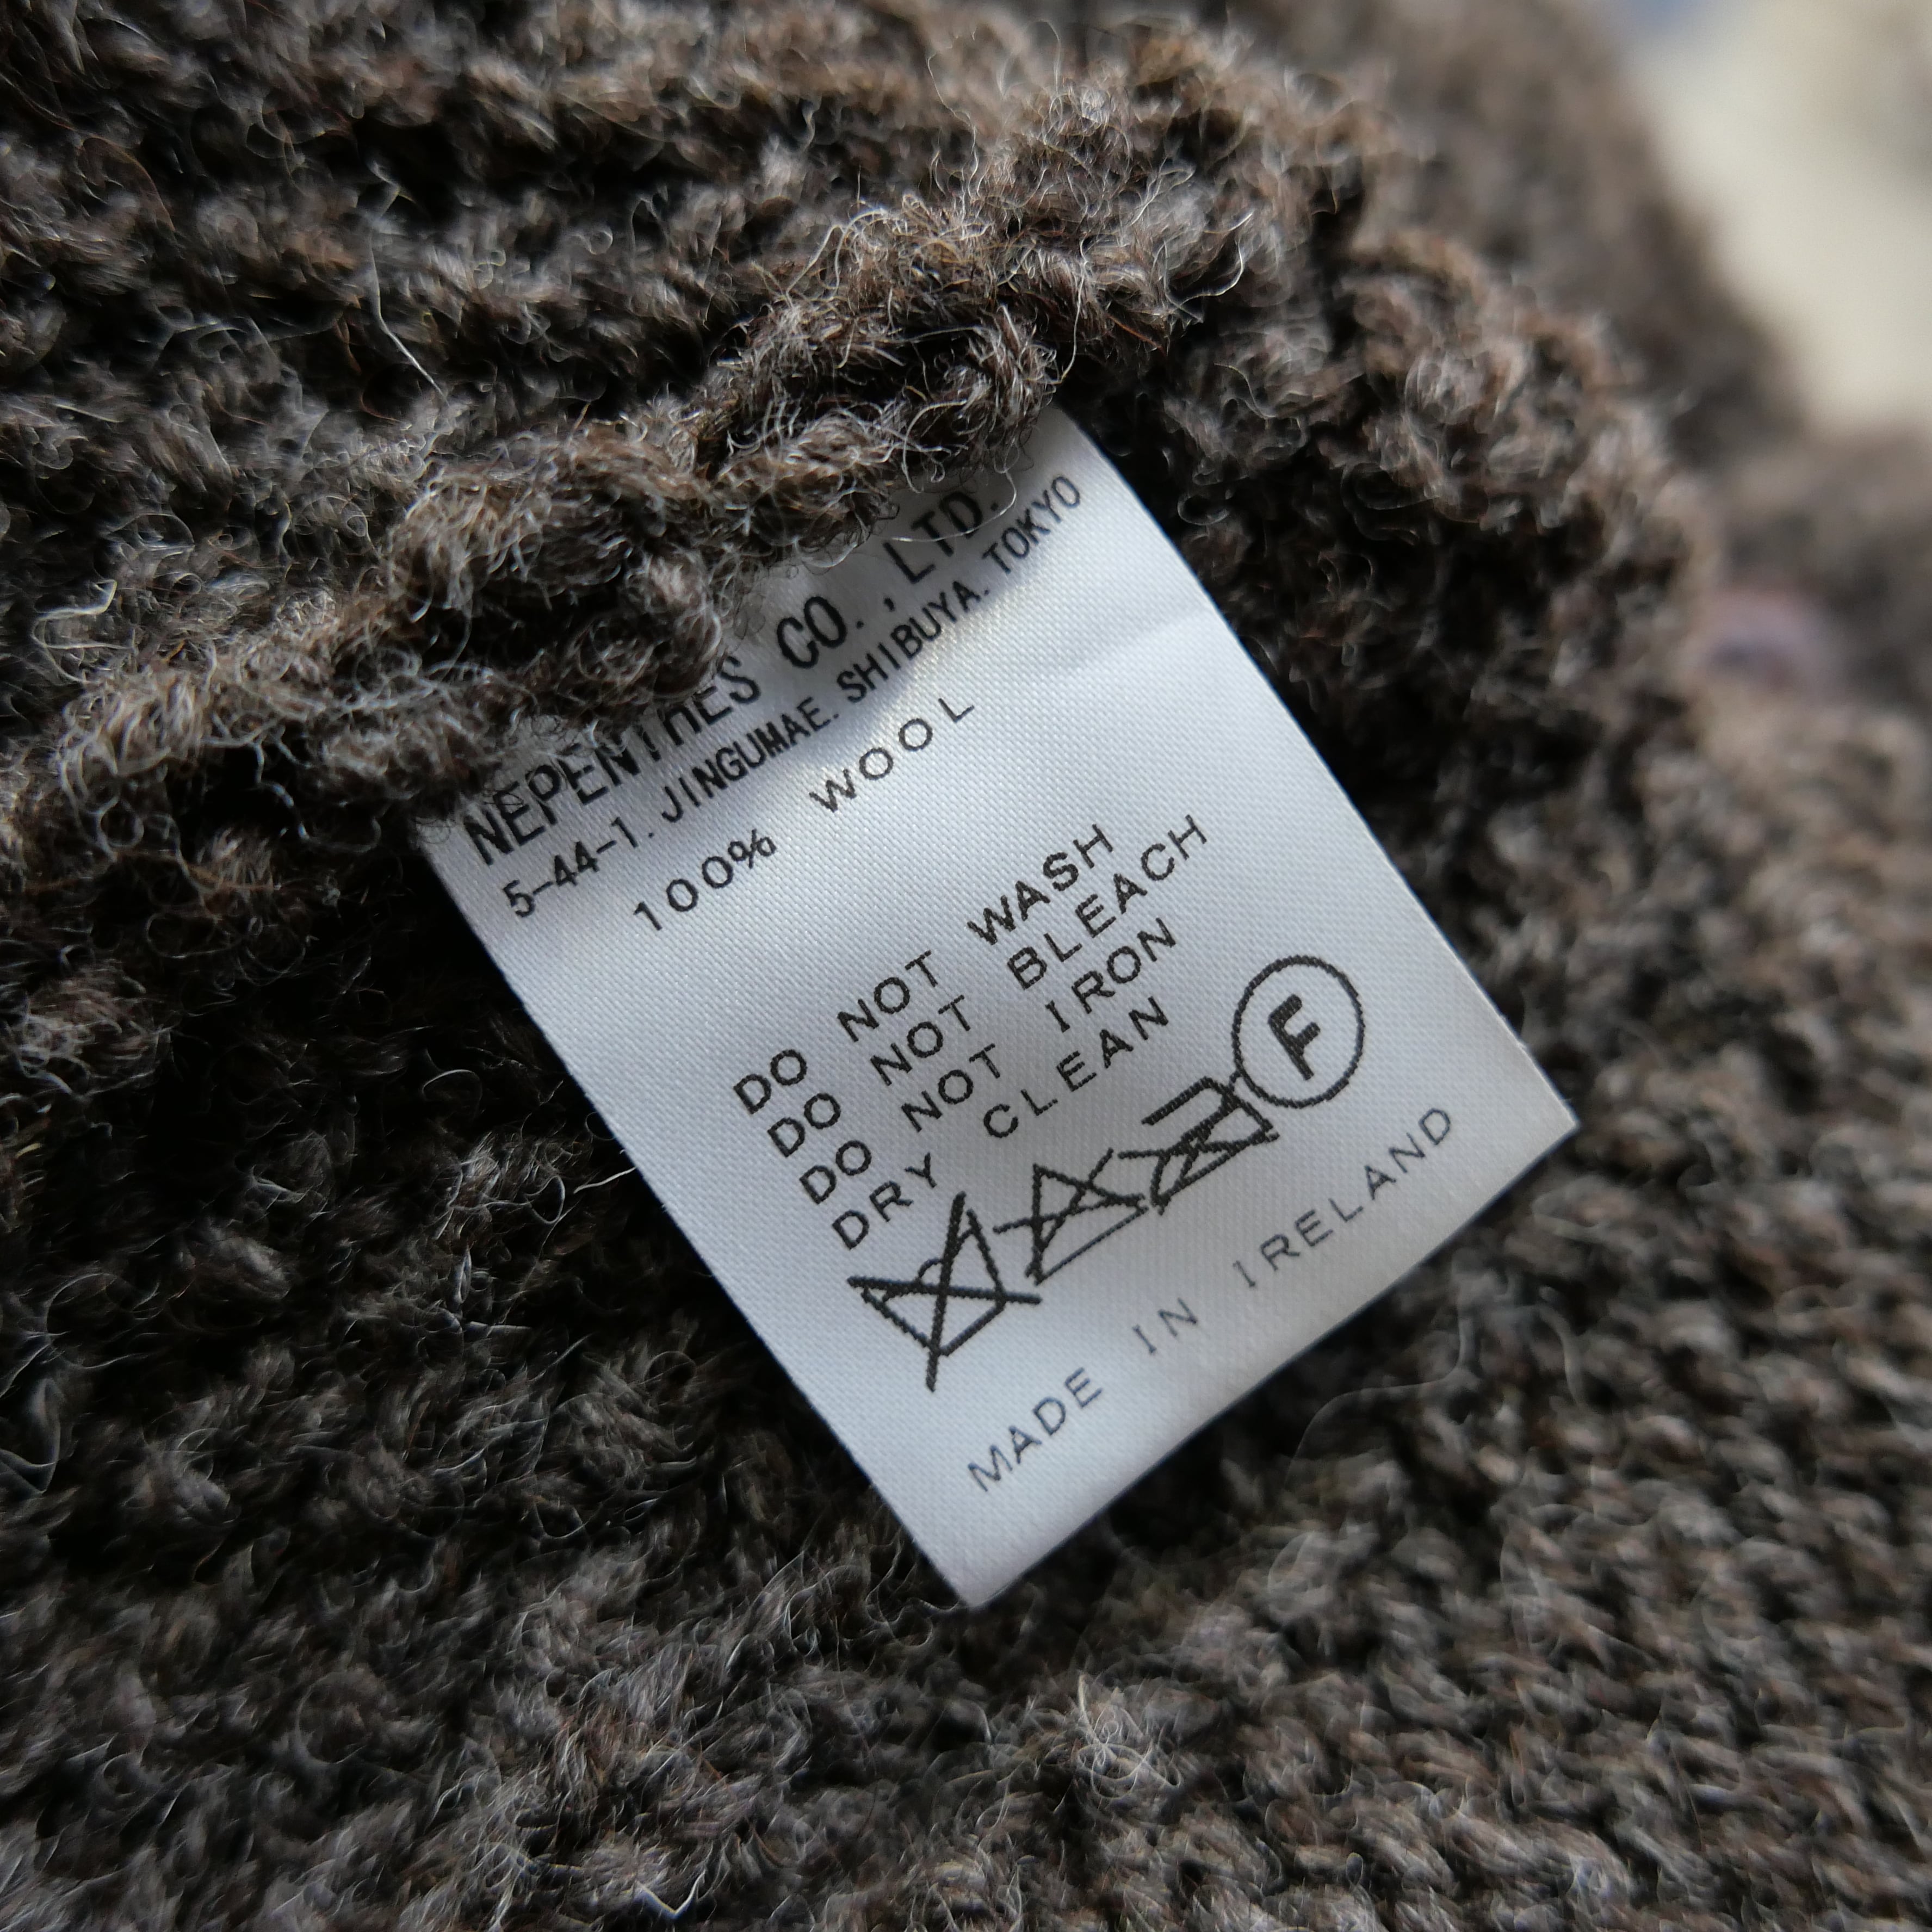 NEPENTHES CO.,LTD.
5-44-1. JINGUMAE. SHIBUYA. TOKYO
100% WOOL
DO NOT WASH
DO NOT BLEACH
DO NOT IRON
DRY CLEAN
F
MADE IN IRELAND